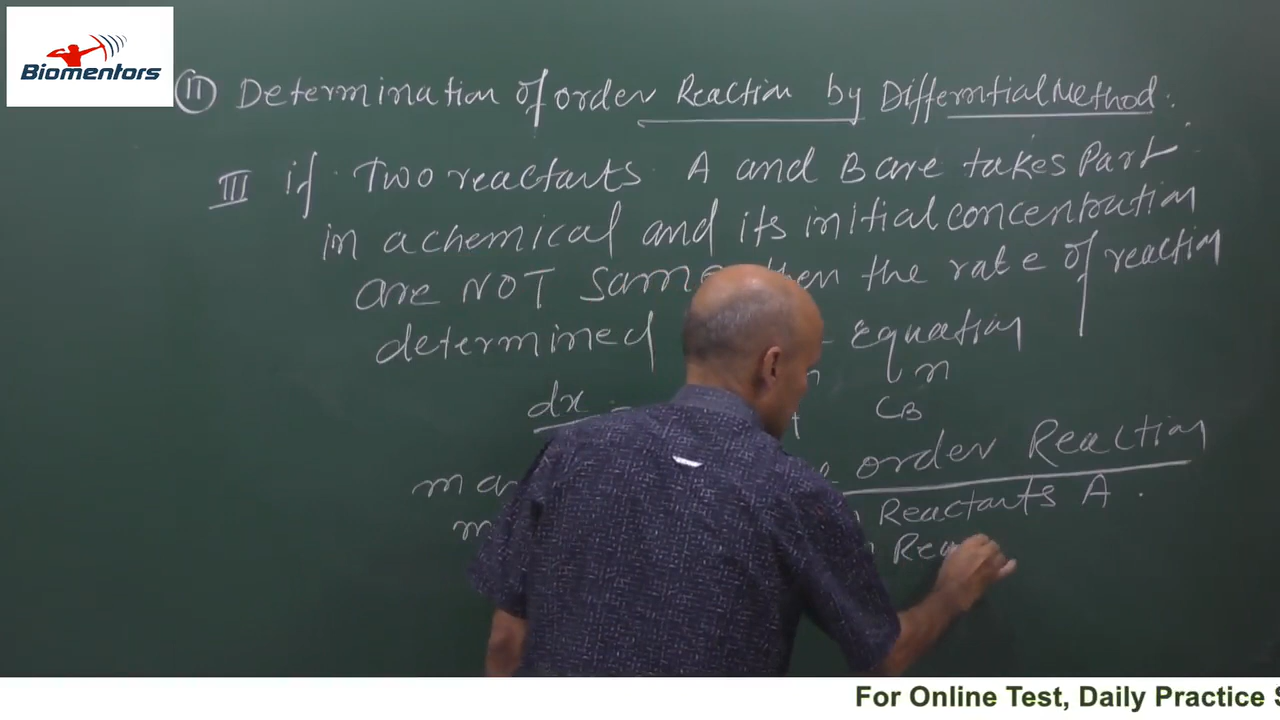 Biomentors
II Determination of order Reaction by Differential Method.
III if Two reactants A and B are takes Part
in a chemical and its initial concentration
are NOT Same then the rate of reaction
determined equation
dx n
CB
order Reaction
Reactants A.
For Online Test, Daily Practice S